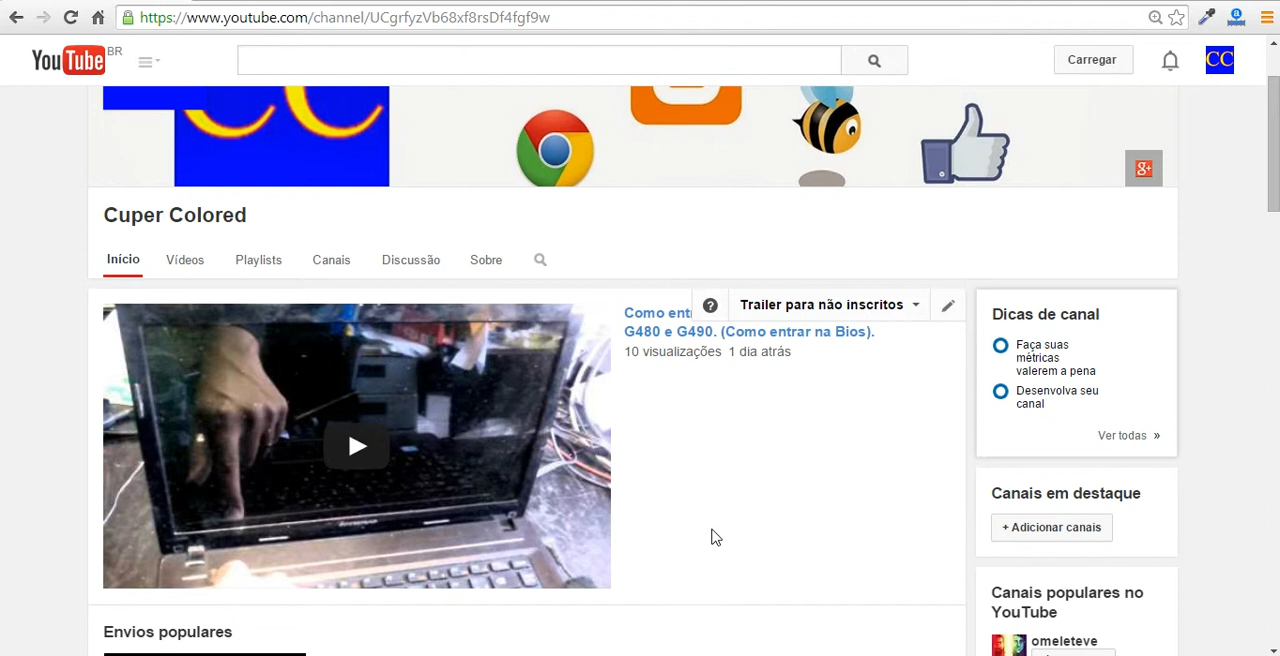 https://www.youtube.com/channel/UCgrfyzVb68xf8rsDf4fgf9w
YouTube BR
Carregar
CC
CC
g+
Cuper Colored
Início
Vídeos
Playlists
Canais
Discussão
Sobre
Como ent
? Trailer para não inscritos
G480 e G490. (Como entrar na Bios).
10 visualizações 1 dia atrás
lenovo
Dicas de canal
Faça suas
métricas
valerem a pena
Desenvolva seu
canal
Ver todas »
Canais em destaque
+ Adicionar canais
Canais populares no
YouTube
omeleteve
Envios populares